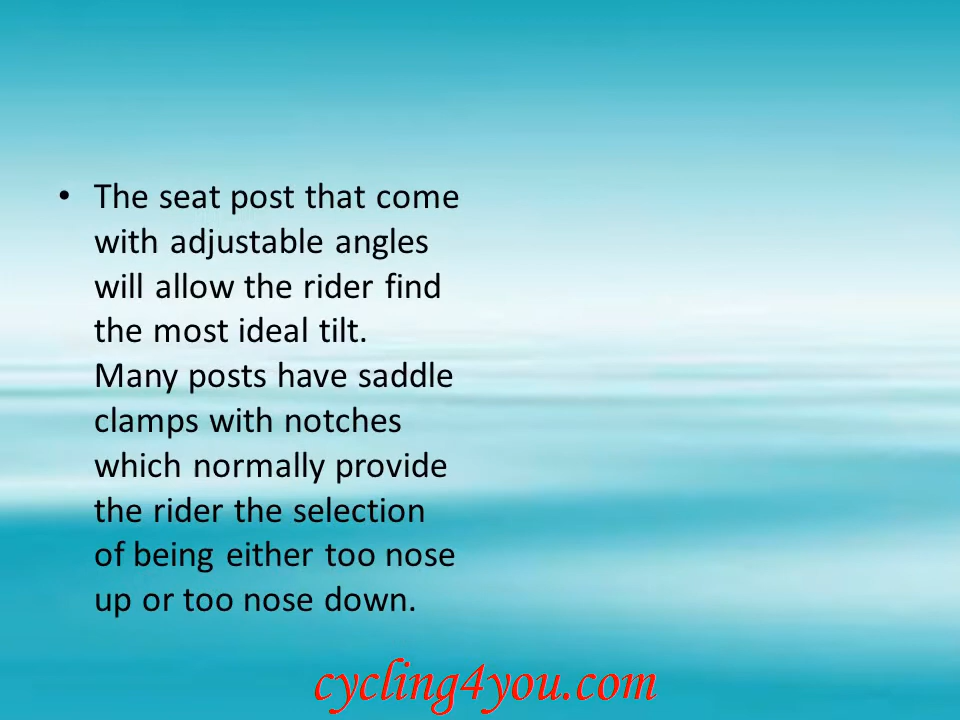 • The seat post that come
with adjustable angles
will allow the rider find
the most ideal tilt.
Many posts have saddle
clamps with notches
which normally provide
the rider the selection
of being either too nose
up or too nose down.
cycling4you.com